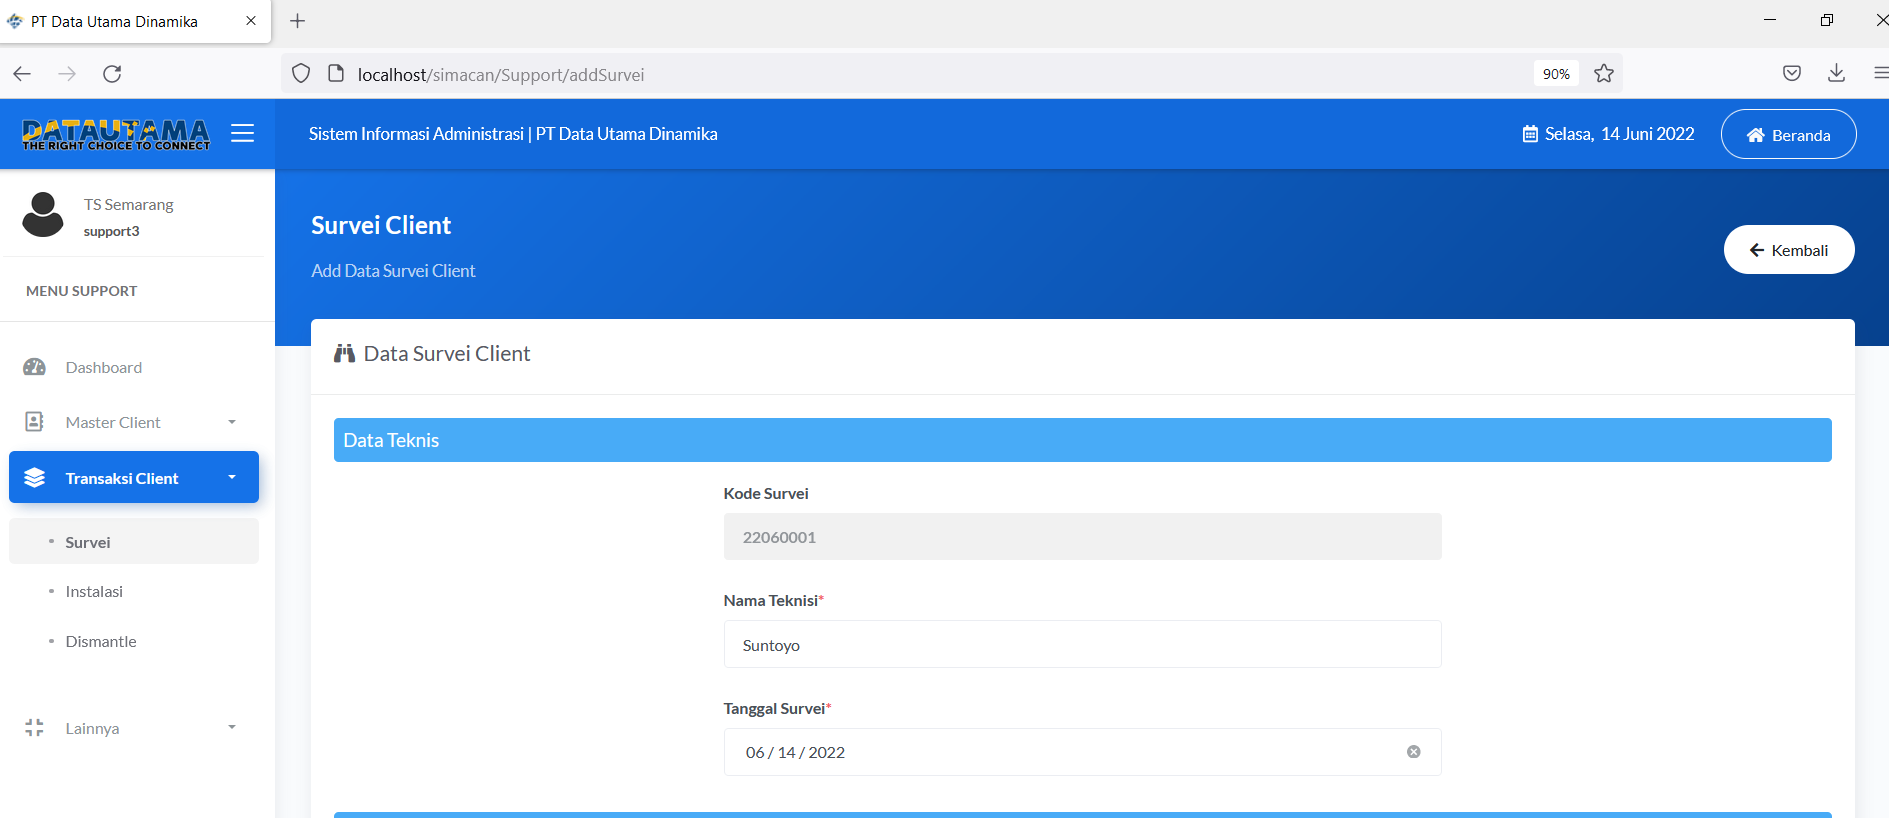 PT Data Utama Dinamika
localhost/simacan/Support/addSurvei
90%
DATAUTAMA
THE RIGHT CHOICE TO CONNECT
Sistem Informasi Administrasi | PT Data Utama Dinamika
Selasa, 14 Juni 2022
Beranda
TS Semarang
support3
MENU SUPPORT
Dashboard
Master Client
Transaksi Client
Survei
Instalasi
Dismantle
Lainnya
Survei Client
Add Data Survei Client
Kembali
Data Survei Client
Data Teknis
Kode Survei
22060001
Nama Teknisi*
Suntoyo
Tanggal Survei*
06 / 14 / 2022